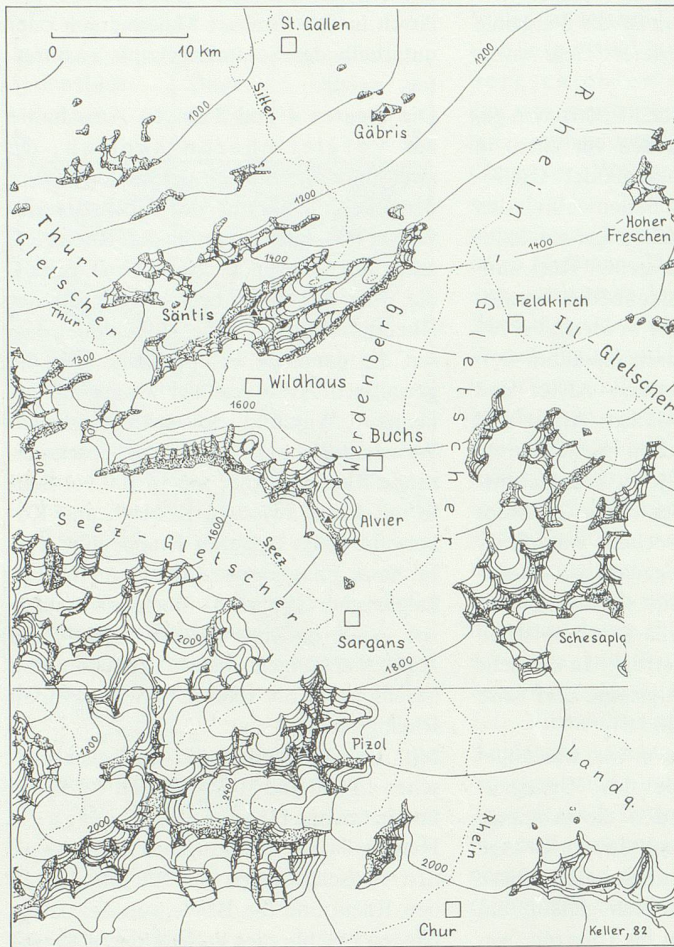 St. Gallen
0 10 Km
1200
1000
Sitter
Gäbris
Rhein-Gletscher
1200
Hoher
Freschen
Thur-
Gletscher
1400
1400
Säntis
Feldkirch
Thur
Ill-Gletscher
1300
Wildhaus
Werdenberg
1600
Buchs
1400
Alvier
1600
Seez-Gletscher
Seez
2000
Sargans
Schesapla
1800
Pizol
1800
2400
Landq.
2000
Rhein
2000
Chur
Keller, 82